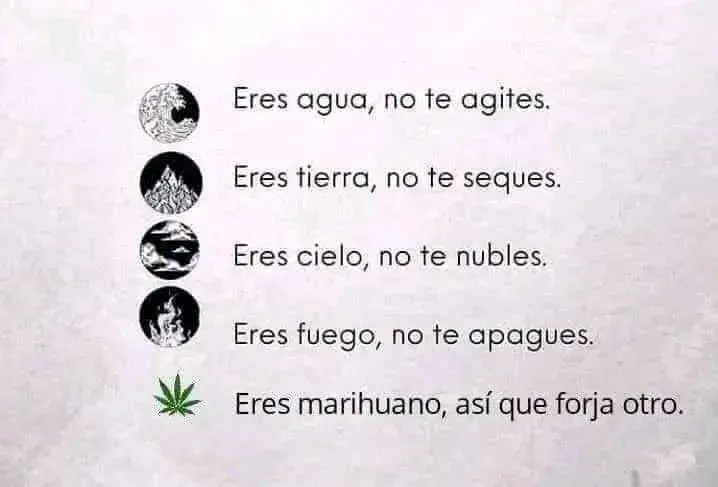 Eres agua, no te agites.
Eres tierra, no te seques.
Eres cielo, no te nubles.
Eres fuego, no te apagues.
Eres marihuano, así que forja otro.